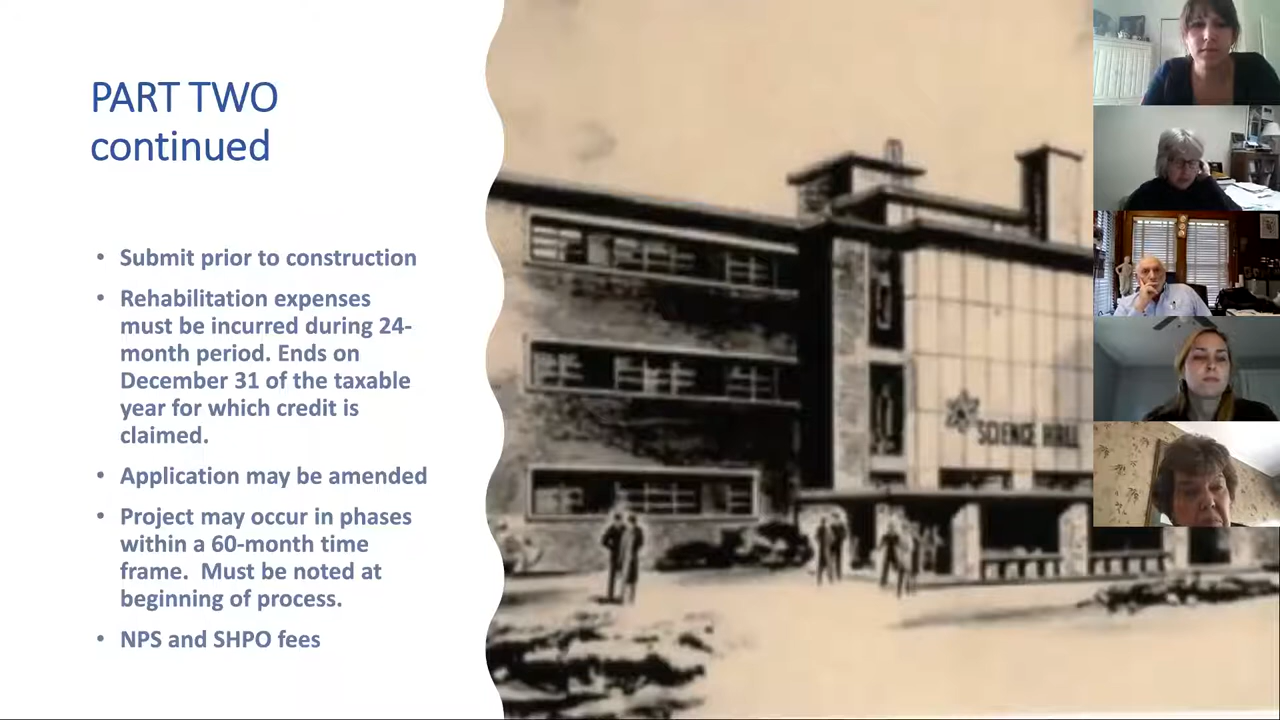 PART TWO
continued
• Submit prior to construction
• Rehabilitation expenses
must be incurred during 24-
month period. Ends on
December 31 of the taxable
year for which credit is
claimed.
• Application may be amended
• Project may occur in phases
within a 60-month time
frame.  Must be noted at
beginning of process.
• NPS and SHPO fees
SCIENCE HALL